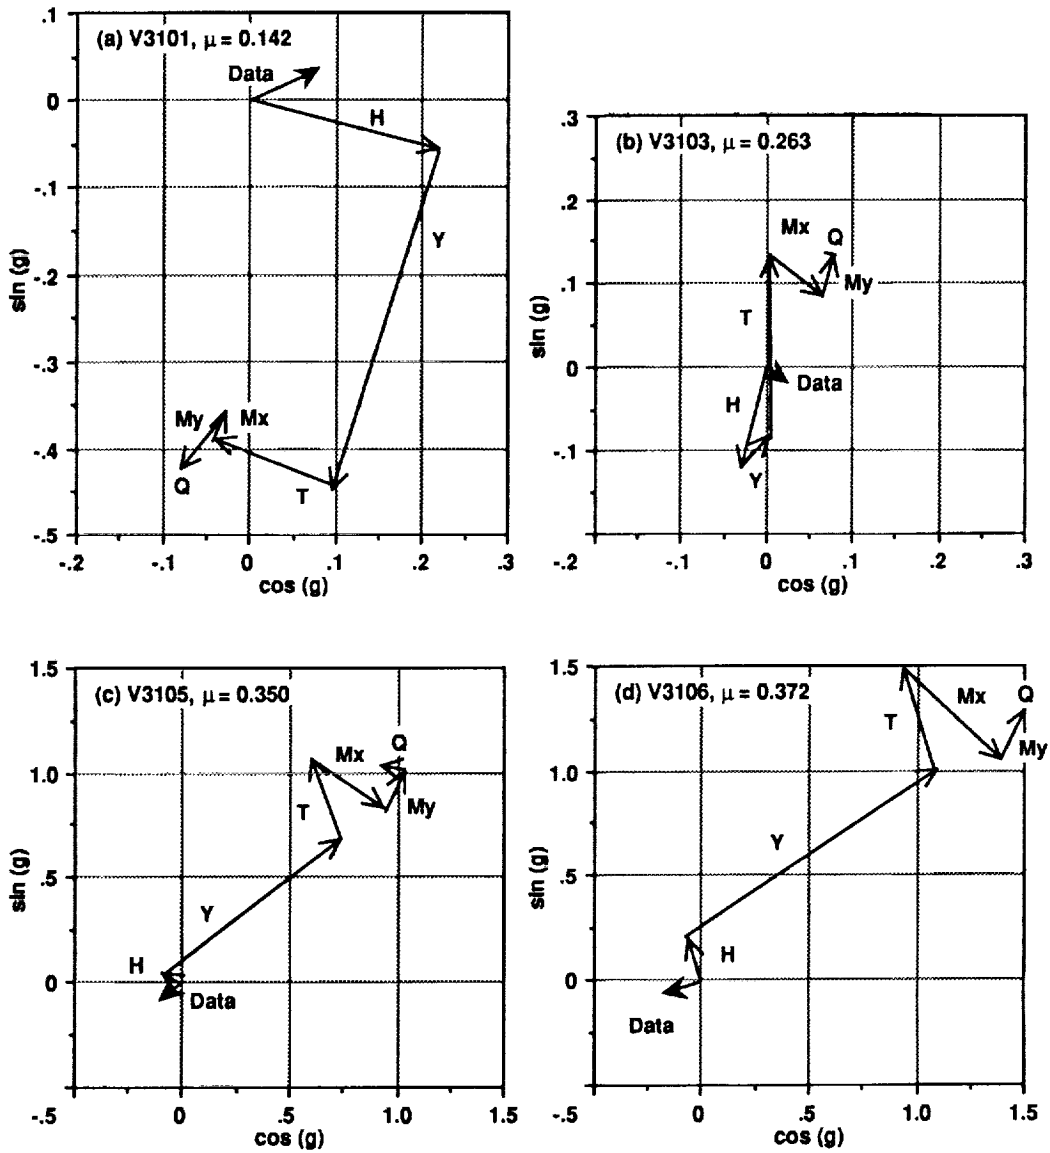 (a) V3101, μ = 0.142
.1
0
-.1
-.2
-.3
-.4
-.5
sin (g)
Data
H
Y
My
Mx
Q
T
-.2
-.1
0
.1
.2
.3
cos (g)
(b) V3103, μ = 0.263
.3
.2
.1
0
-.1
sin (g)
Mx
Q
My
T
Data
H
Y
-.2
-.1
0
.1
.2
.3
cos (g)
(c) V3105, μ = 0.350
1.5
1.0
.5
0
sin (g)
Q
Mx
My
T
Y
H
Data
-.5
0
.5
1.0
1.5
cos (g)
(d) V3106, μ = 0.372
1.5
1.0
.5
0
sin (g)
Mx
Q
T
My
Y
H
Data
-.5
0
.5
1.0
1.5
cos (g)